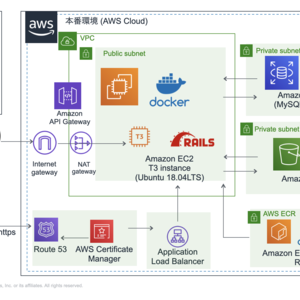 aws
本番環境 (AWS Cloud)
VPC
Public subnet
Private subnet
docker
Amazon
API Gateway
Amazon
(MySQ
Private subnet
T3
RAILS
Internet
gateway
NAT
gateway
Amazon EC2
T3 instance
(Ubuntu 18.04LTS)
Amazo
AWS ECR
https
Route 53
AWS Certificate
Manager
Application
Load Balancer
Amazon E
R
s, Inc. or its affiliates. All rights reserved.